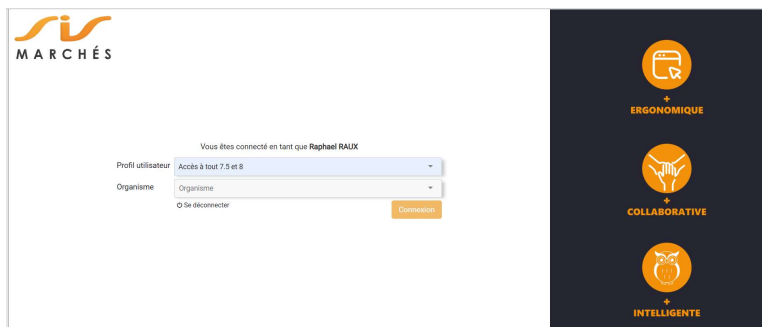 sis
MARCHÉS
Vous êtes connecté en tant que Raphael RAUX
Profil utilisateur
Accès à tout 7.5 et 8
Organisme
Organisme
Se déconnecter
Connexion
+
ERGONOMIQUE
+
COLLABORATIVE
+
INTELLIGENTE